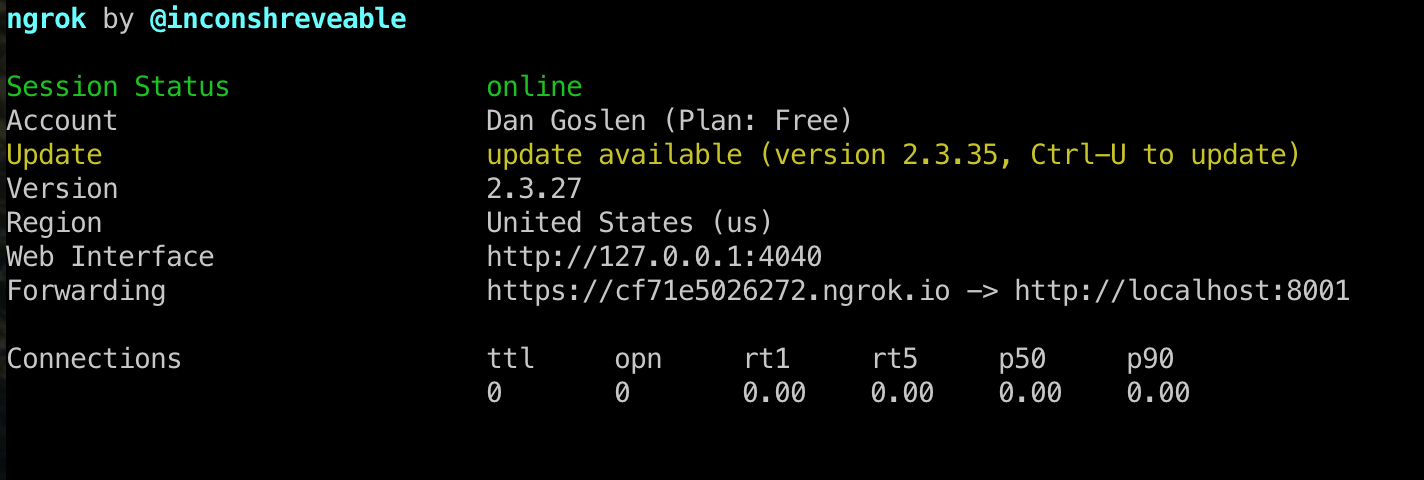 ngrok by @inconshreveable
Session Status online
Account Dan Goslen (Plan: Free)
Update update available (version 2.3.35, Ctrl-U to update)
Version 2.3.27
Region United States (us)
Web Interface http://127.0.0.1:4040
Forwarding https://cf71e5026272.ngrok.io -> http://localhost:8001
Connections ttl opn rt1 rt5 p50 p90
0 0 0.00 0.00 0.00 0.00